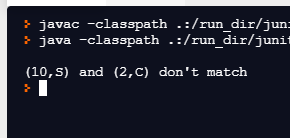 > javac -classpath .:/run_dir/juni
> java -classpath .:/run_dir/junit
(10,S) and (2,C) don't match
>